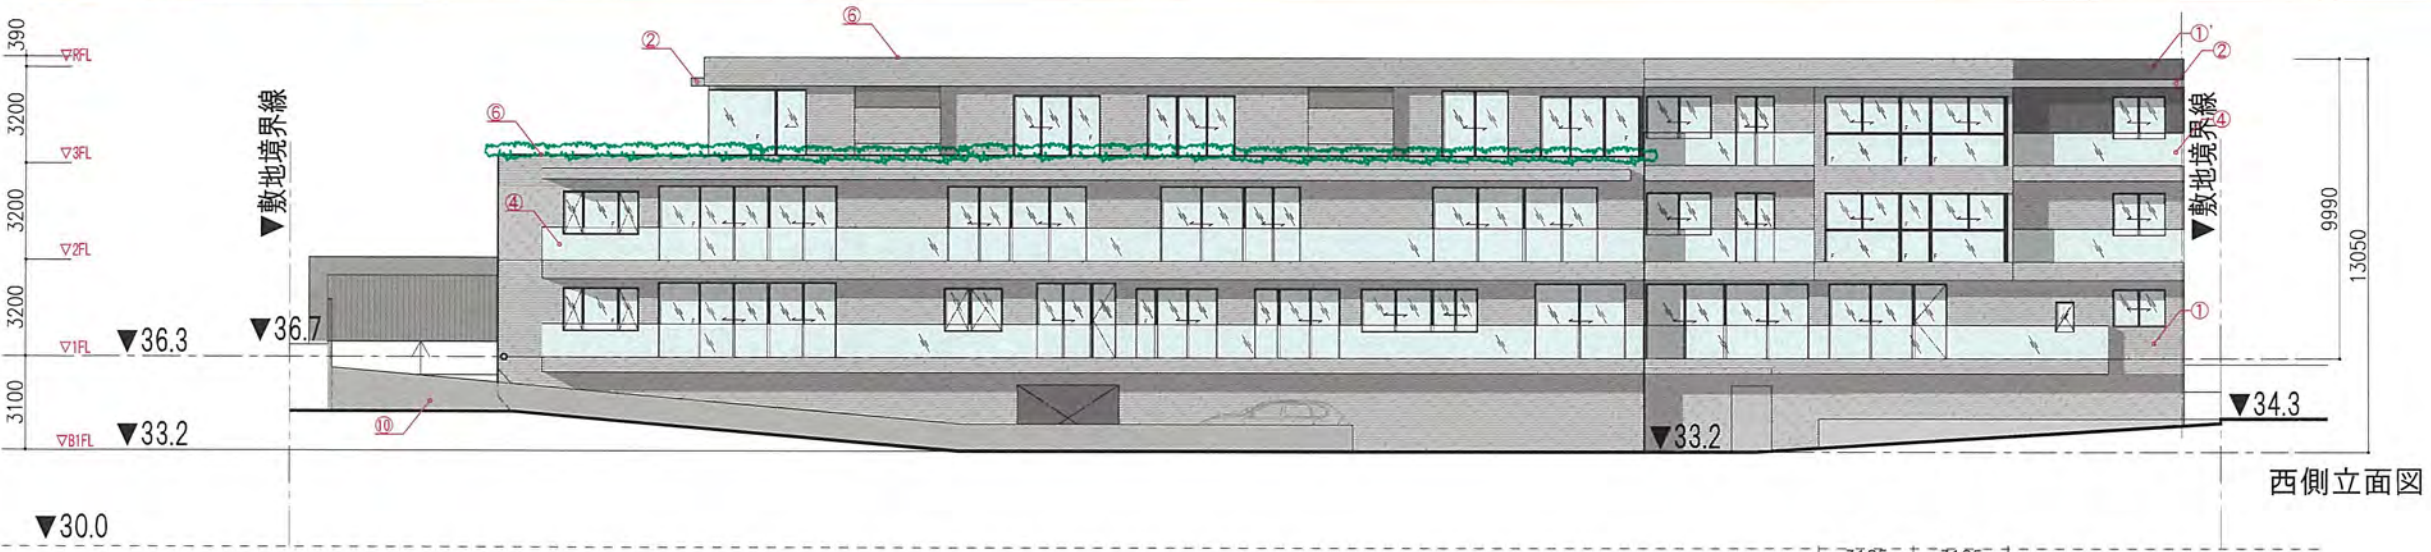 ⑥
②
①'
②
390
▽RFL
3200
⑥
④
▽3FL
▼敷地境界線
▼敷地境界線
3200
④
9990
13050
▽2FL
3200
▼36.3
▼36.7
▽1FL
①
3100
⑩
▼34.3
▽B1FL
▼33.2
▼33.2
西側立面図
▼30.0